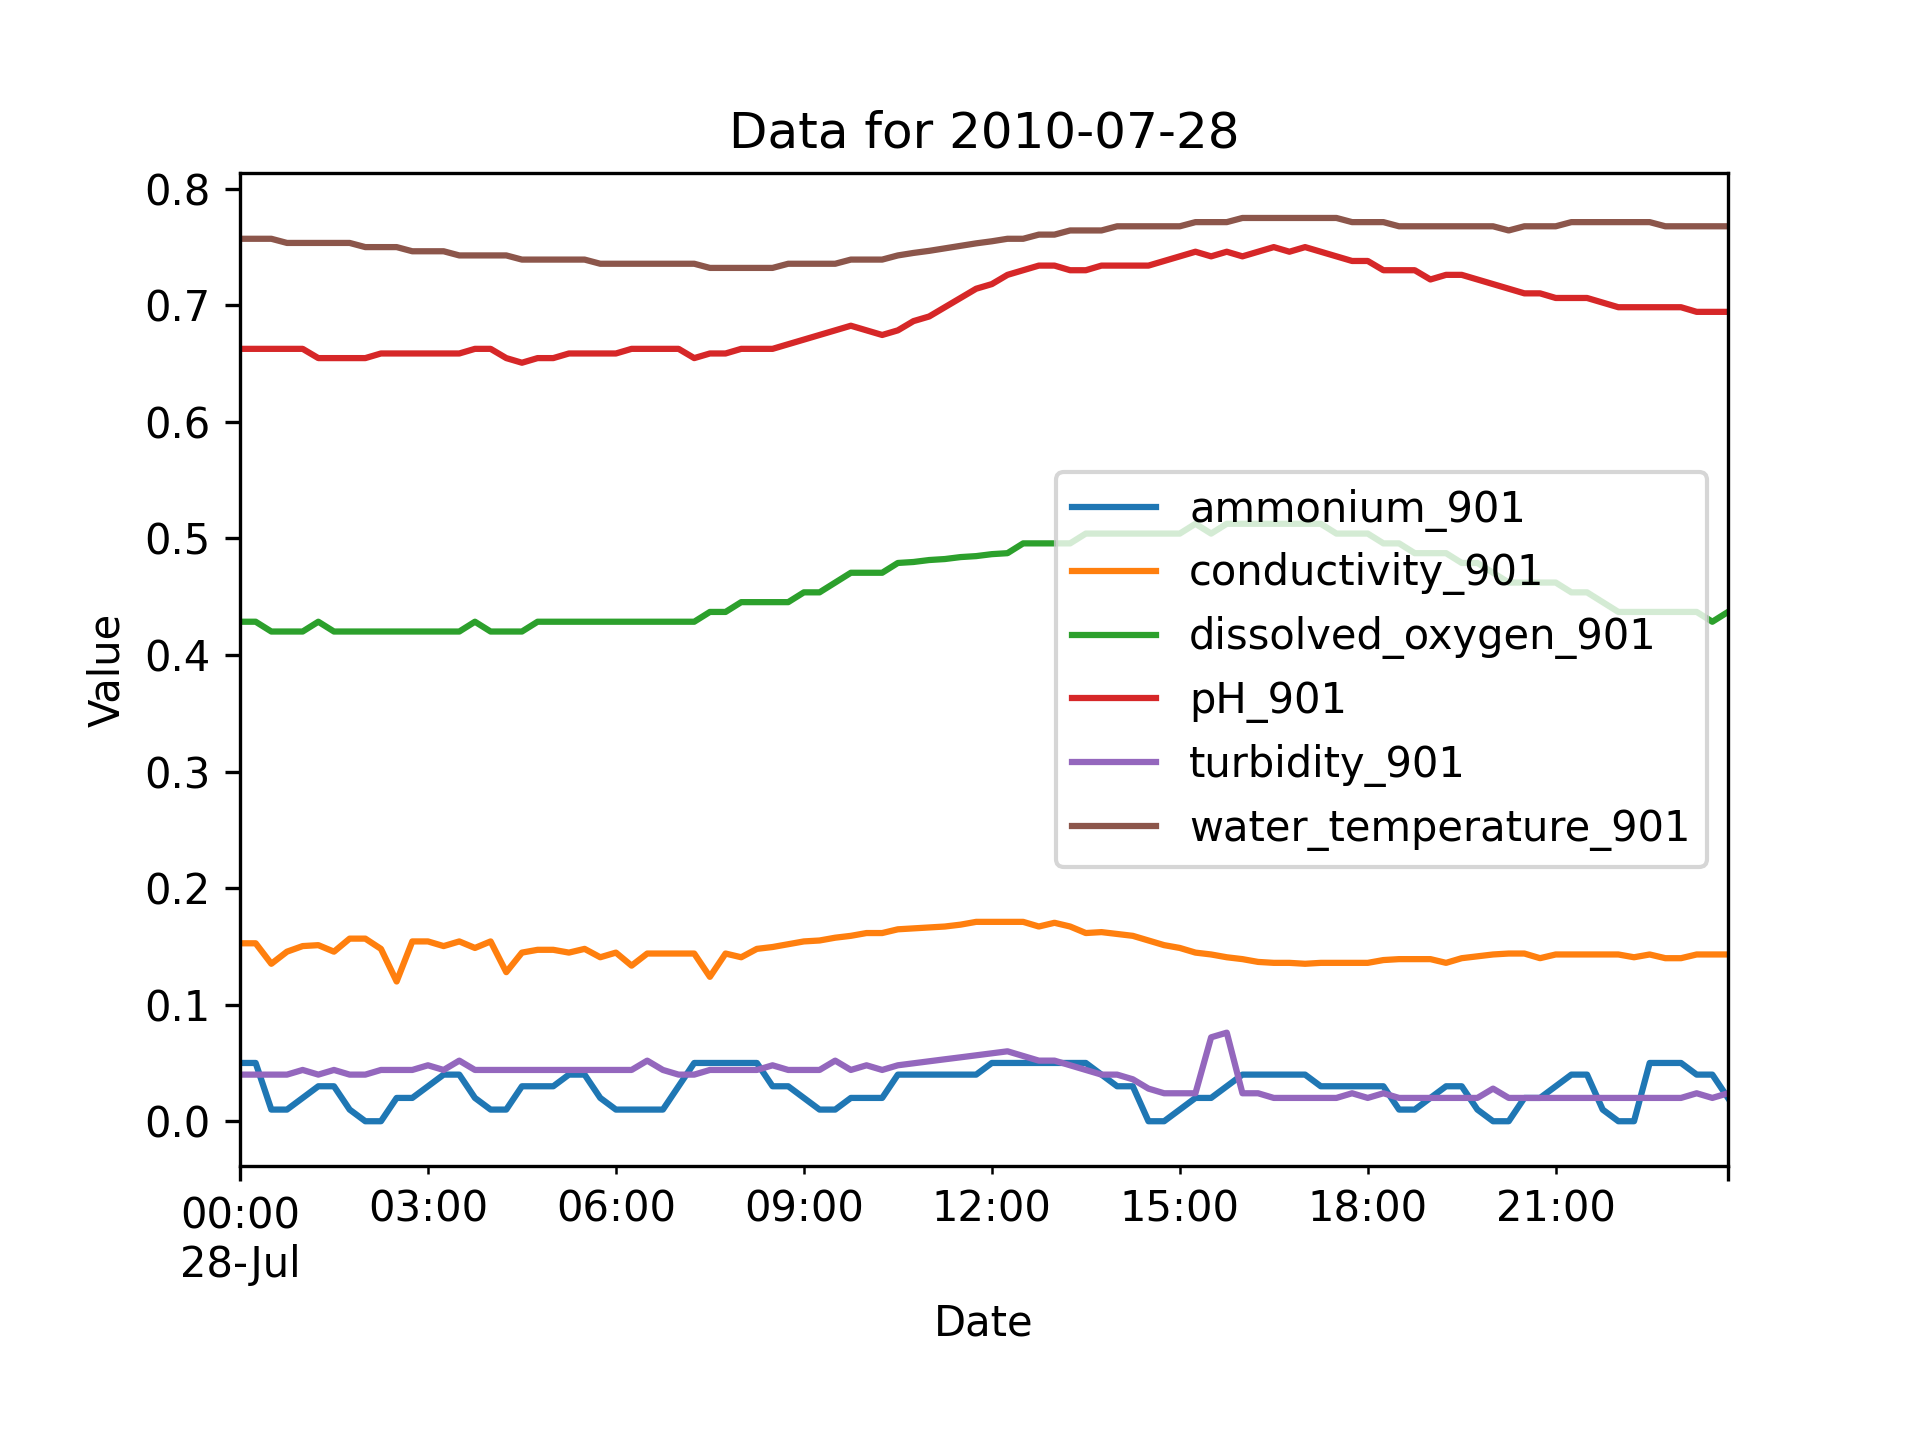 Data for 2010-07-28
0.8
0.7
0.6
0.5
0.4
0.3
0.2
0.1
0.0
Value
ammonium_901
conductivity_901
dissolved_oxygen_901
pH_901
turbidity_901
water_temperature_901
00:00 03:00 06:00 09:00 12:00 15:00 18:00 21:00
28-Jul
Date